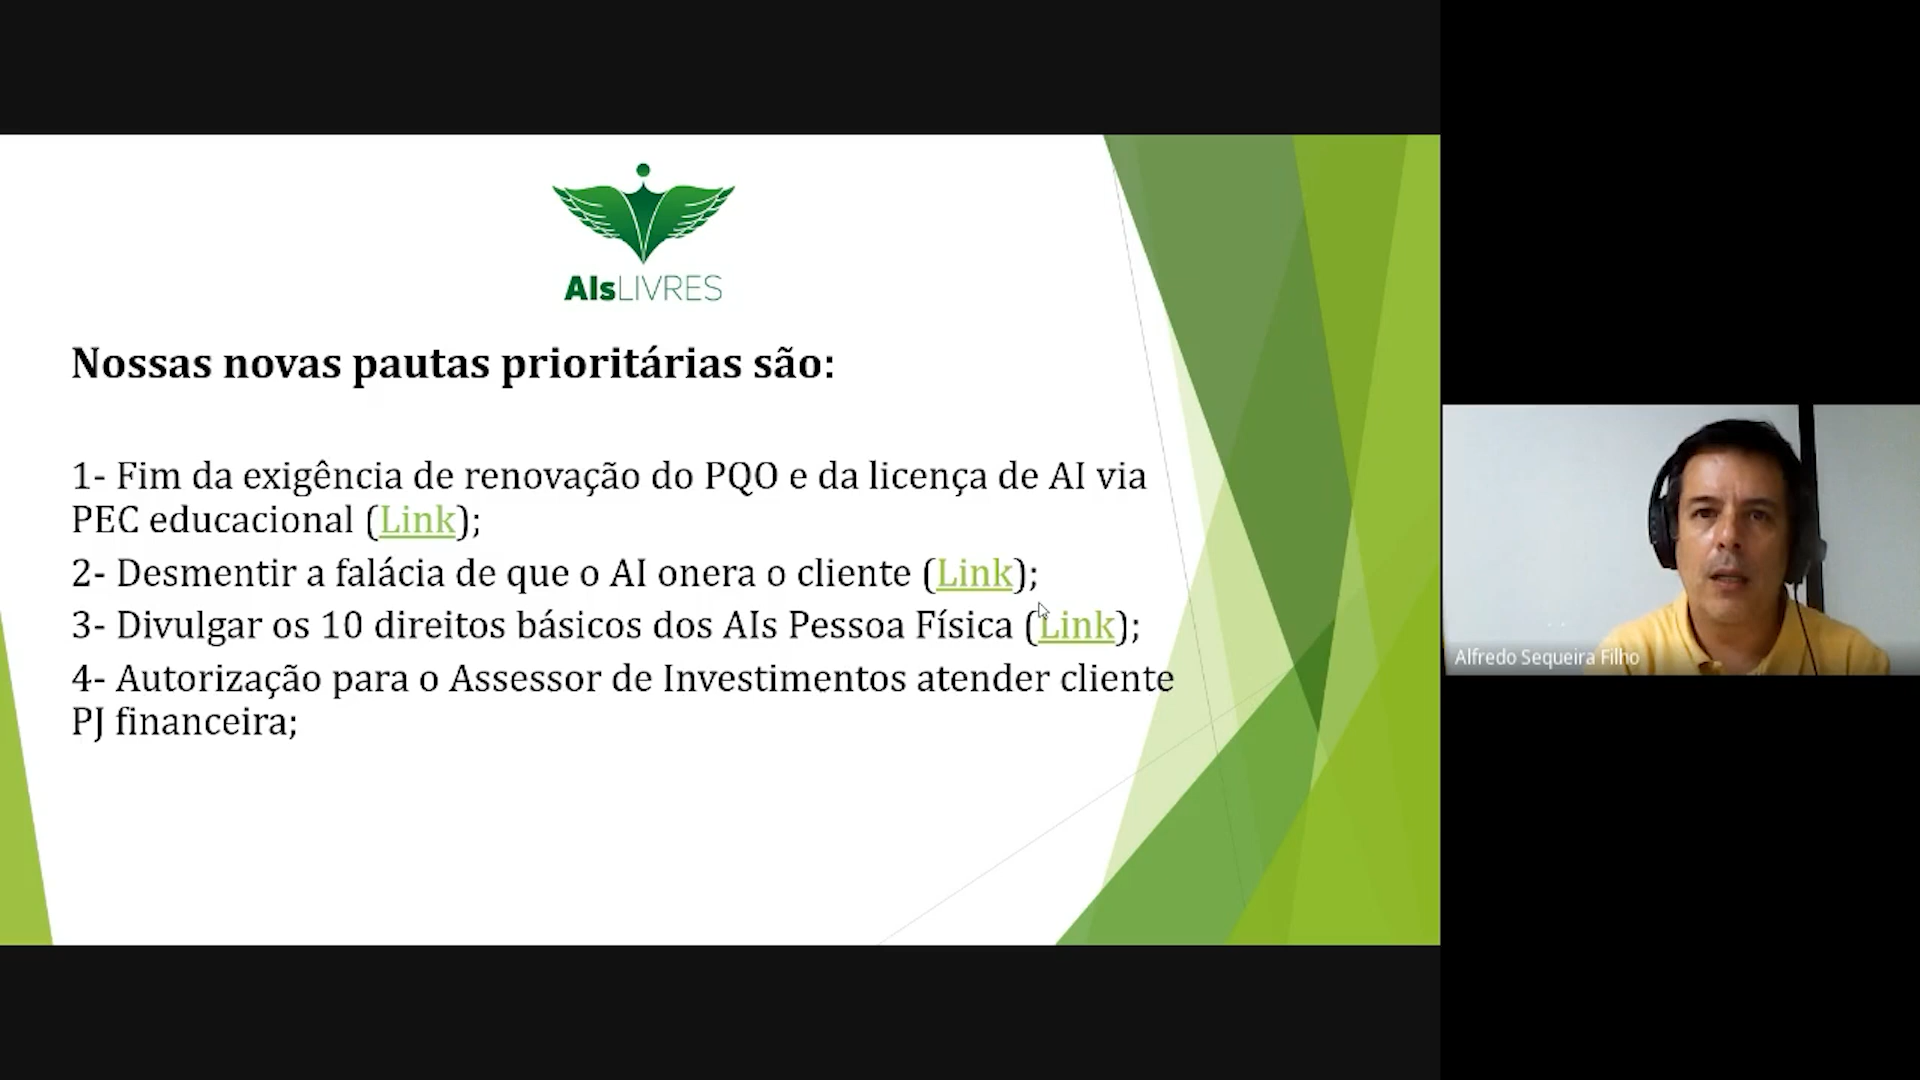 AIsLIVRES
Nossas novas pautas prioritárias são:
1- Fim da exigência de renovação do PQO e da licença de AI via
PEC educacional (Link);
2- Desmentir a falácia de que o AI onera o cliente (Link);
3- Divulgar os 10 direitos básicos dos AIs Pessoa Física (Link);
4- Autorização para o Assessor de Investimentos atender cliente
PJ financeira;
Alfredo Sequeira Filho